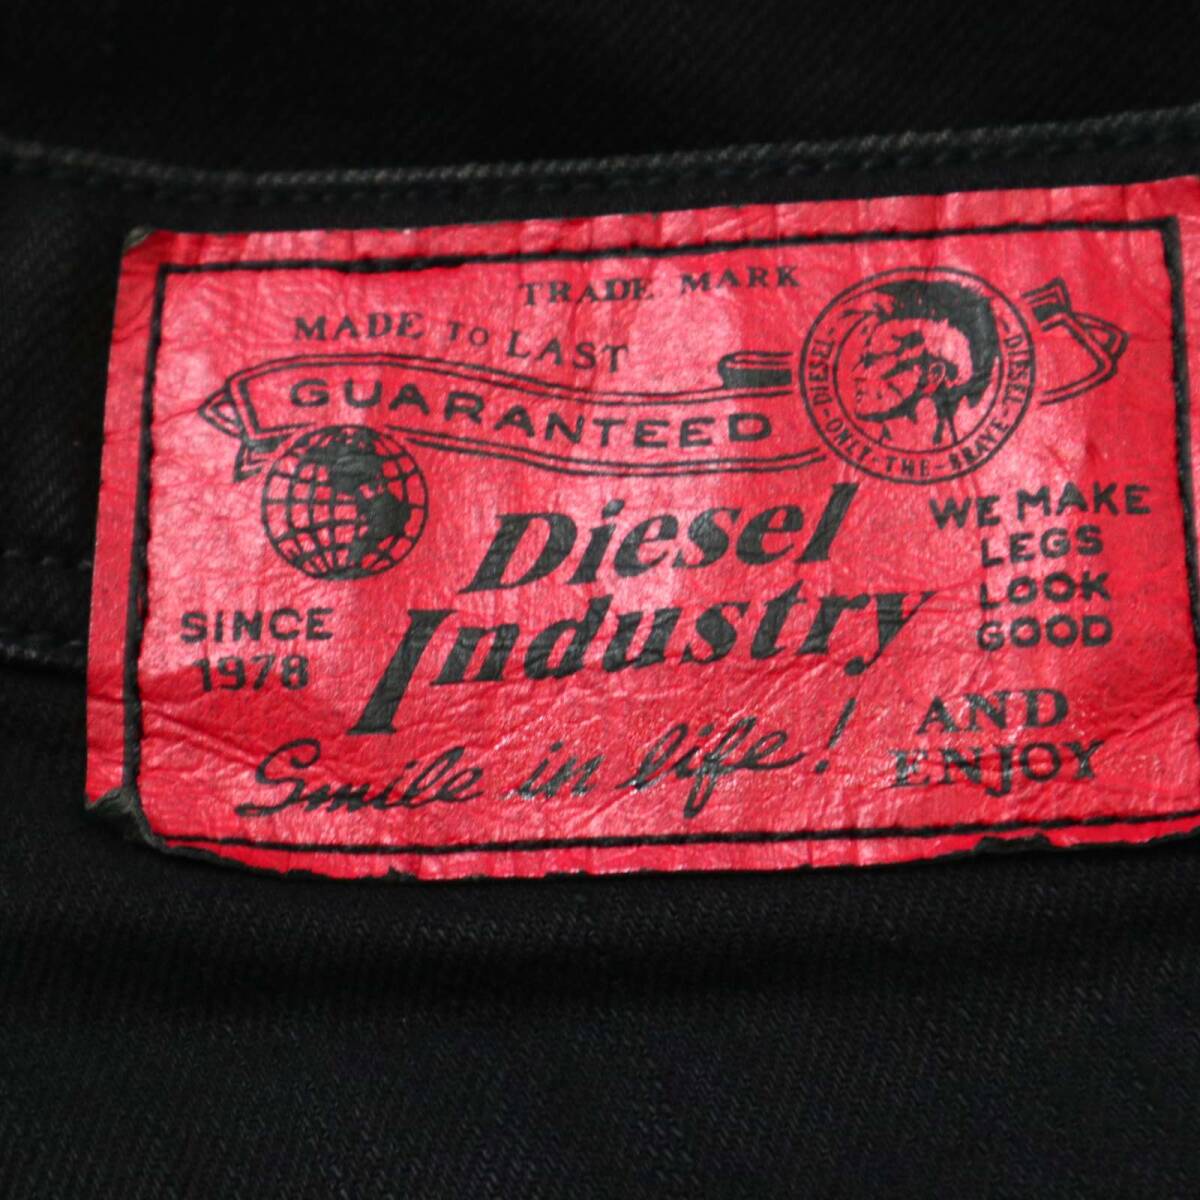 TRADE MARK
MADE To LAST
GUARANTEED
DIESEL-ONLY-THE-BRAVE-DIESEL
Diesel
Industry
WE MAKE
LEGS
LOOK
GOOD
SINCE
1978
AND
ENJOY
Smile in life!